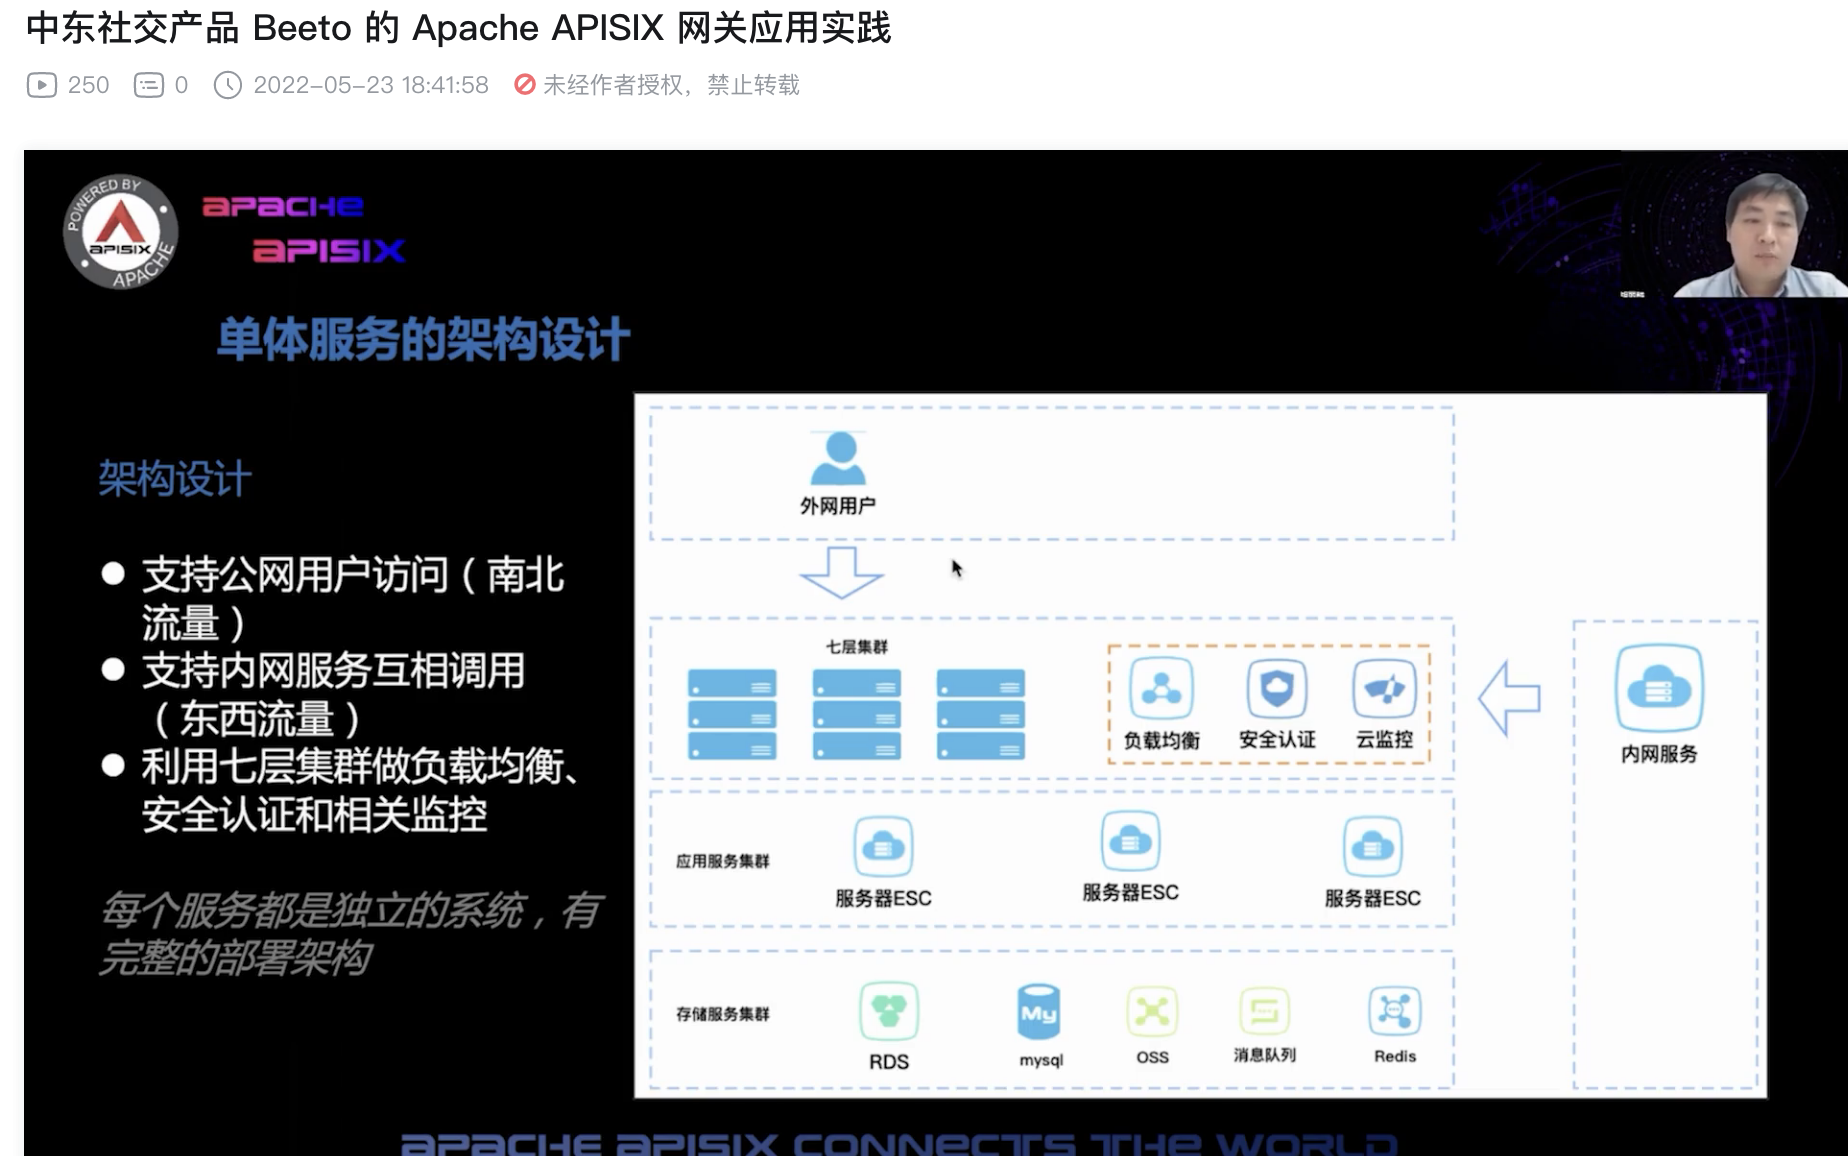 中东社交产品 Beeto 的 Apache APISIX 网关应用实践
250 0 2022-05-23 18:41:58 未经作者授权，禁止转载
POWERED BY
APISIX
APACHE
APACHE
APISIX
单体服务的架构设计
架构设计
支持公网用户访问（南北
流量）
支持内网服务互相调用
（东西流量）
利用七层集群做负载均衡、
安全认证和相关监控
每个服务都是独立的系统，有
完整的部署架构
外网用户
七层集群
负载均衡 安全认证 云监控
内网服务
应用服务集群
服务器ESC 服务器ESC 服务器ESC
存储服务集群
My
RDS mysql OSS 消息队列 Redis
APACHE APISIX CONNECTS THE WORLD